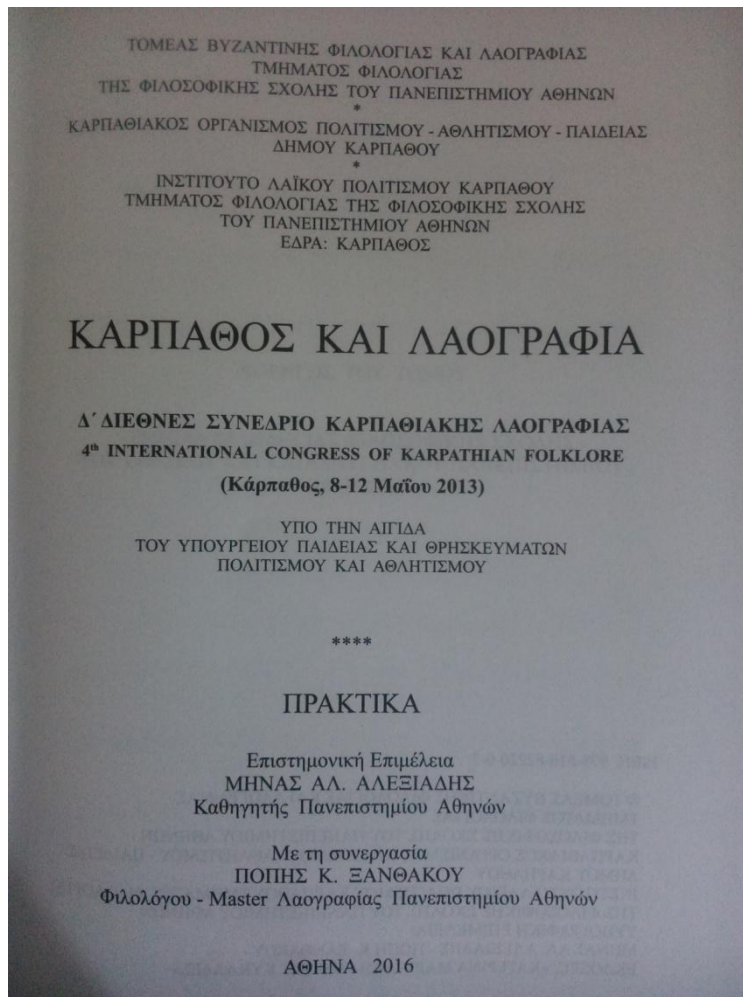 ΤΟΜΕΑΣ ΒΥΖΑΝΤΙΝΗΣ ΦΙΛΟΛΟΓΙΑΣ ΚΑΙ ΛΑΟΓΡΑΦΙΑΣ
ΤΜΗΜΑΤΟΣ ΦΙΛΟΛΟΓΙΑΣ
ΤΗΣ ΦΙΛΟΣΟΦΙΚΗΣ ΣΧΟΛΗΣ ΤΟΥ ΠΑΝΕΠΙΣΤΗΜΙΟΥ ΑΘΗΝΩΝ
*
ΚΑΡΠΑΘΙΑΚΟΣ ΟΡΓΑΝΙΣΜΟΣ ΠΟΛΙΤΙΣΜΟΥ - ΑΘΛΗΤΙΣΜΟΥ - ΠΑΙΔΕΙΑΣ
ΔΗΜΟΥ ΚΑΡΠΑΘΟΥ
*
ΙΝΣΤΙΤΟΥΤΟ ΛΑΪΚΟΥ ΠΟΛΙΤΙΣΜΟΥ ΚΑΡΠΑΘΟΥ
ΤΜΗΜΑΤΟΣ ΦΙΛΟΛΟΓΙΑΣ ΤΗΣ ΦΙΛΟΣΟΦΙΚΗΣ ΣΧΟΛΗΣ
ΤΟΥ ΠΑΝΕΠΙΣΤΗΜΙΟΥ ΑΘΗΝΩΝ
ΕΔΡΑ: ΚΑΡΠΑΘΟΣ
ΚΑΡΠΑΘΟΣ ΚΑΙ ΛΑΟΓΡΑΦΙΑ
Δ΄ ΔΙΕΘΝΕΣ ΣΥΝΕΔΡΙΟ ΚΑΡΠΑΘΙΑΚΗΣ ΛΑΟΓΡΑΦΙΑΣ
4th INTERNATIONAL CONGRESS OF KARPATHIAN FOLKLORE
(Κάρπαθος, 8-12 Μαΐου 2013)
ΥΠΟ ΤΗΝ ΑΙΓΙΔΑ
ΤΟΥ ΥΠΟΥΡΓΕΙΟΥ ΠΑΙΔΕΙΑΣ ΚΑΙ ΘΡΗΣΚΕΥΜΑΤΩΝ
ΠΟΛΙΤΙΣΜΟΥ ΚΑΙ ΑΘΛΗΤΙΣΜΟΥ
****
ΠΡΑΚΤΙΚΑ
Επιστημονική Επιμέλεια
ΜΗΝΑΣ ΑΛ. ΑΛΕΞΙΑΔΗΣ
Καθηγητής Πανεπιστημίου Αθηνών
Με τη συνεργασία
ΠΟΠΗΣ Κ. ΞΑΝΘΑΚΟΥ
Φιλολόγου - Master Λαογραφίας Πανεπιστημίου Αθηνών
ΑΘΗΝΑ 2016